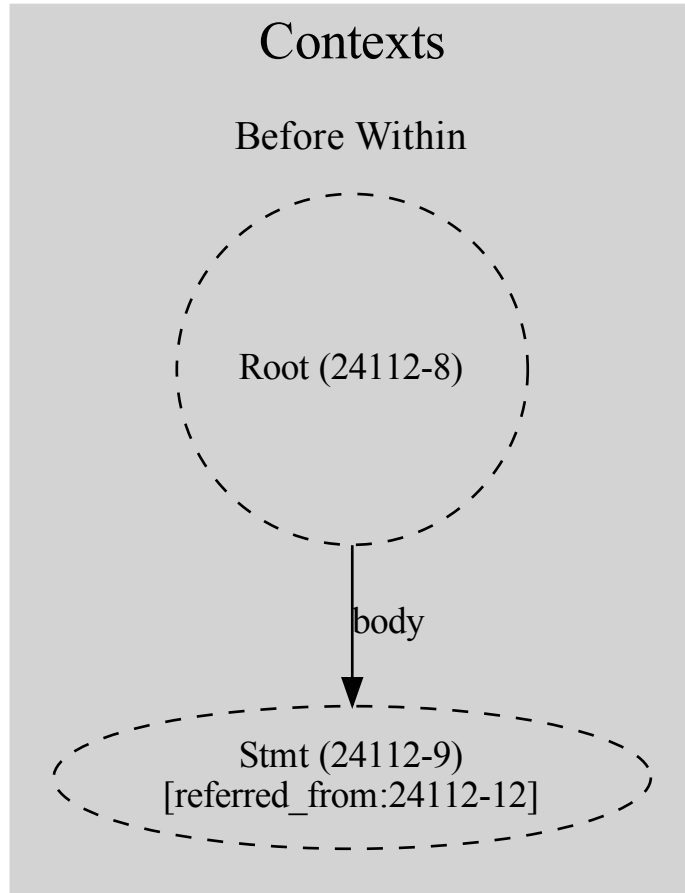 Contexts
Before Within
Root (24112-8)
body
Stmt (24112-9)
[referred_from:24112-12]